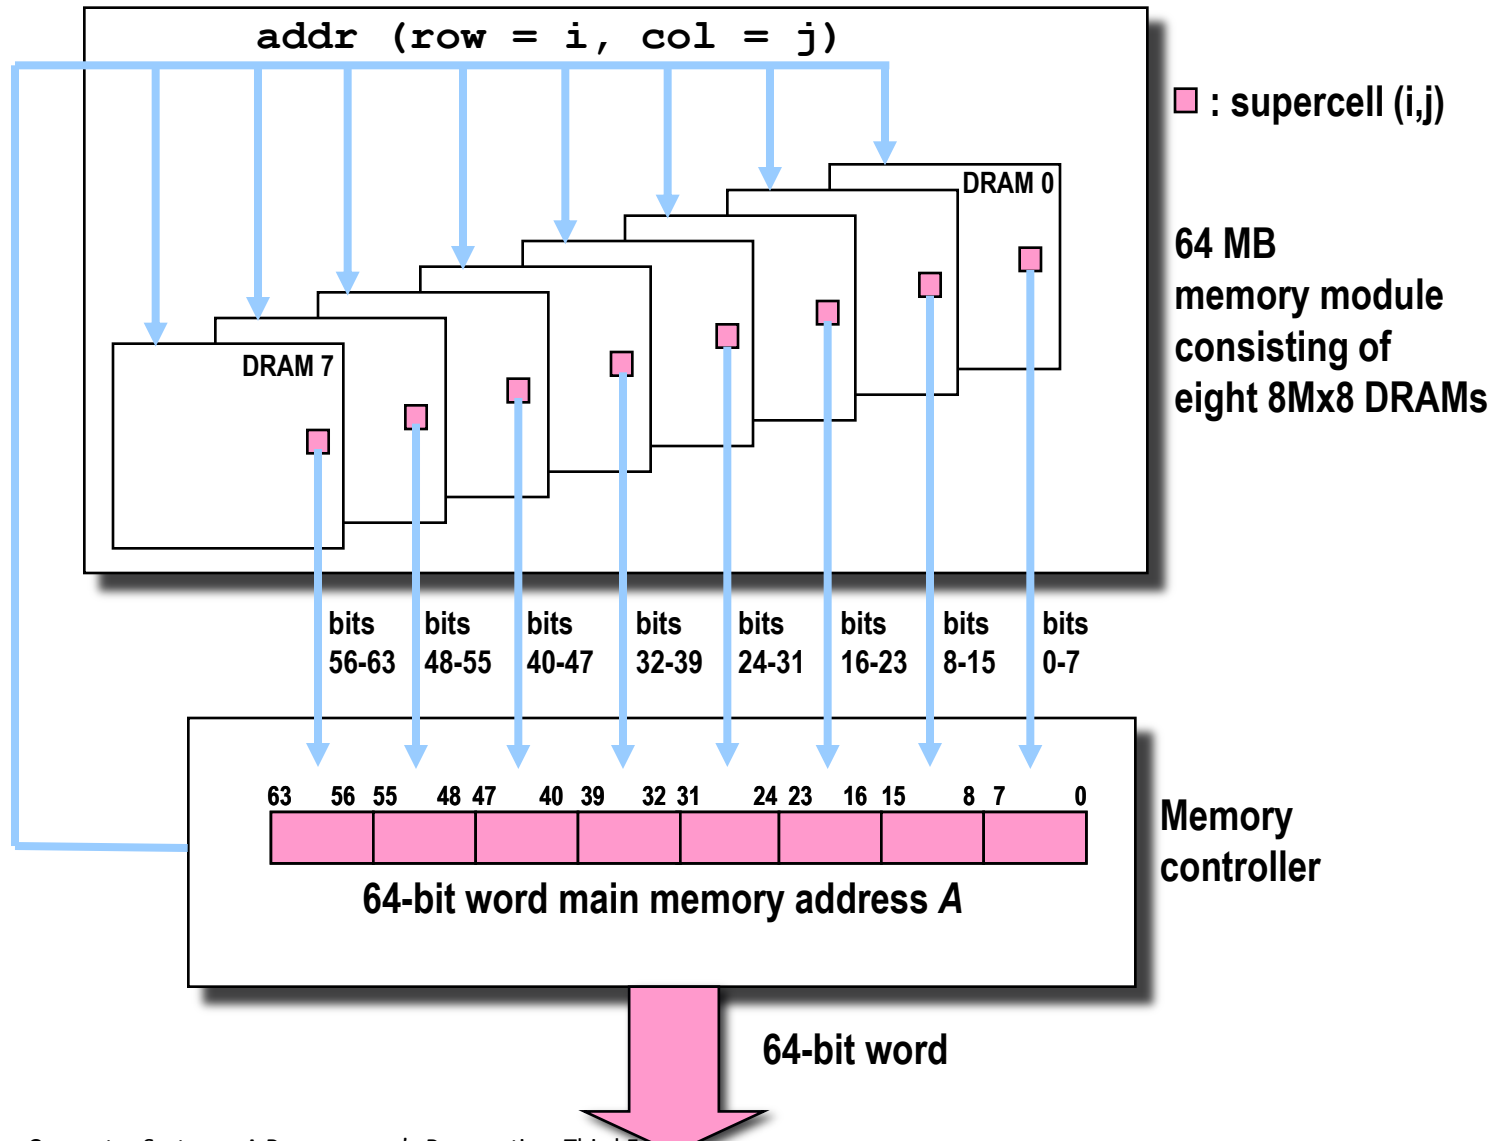 addr (row = i, col = j)
: supercell (i,j)
DRAM 0
64 MB
memory module
consisting of
eight 8Mx8 DRAMs
DRAM 7
bits
56-63
bits
48-55
bits
40-47
bits
32-39
bits
24-31
bits
16-23
bits
8-15
bits
0-7
63 56 55 48 47 40 39 32 31 24 23 16 15 8 7 0
Memory
controller
64-bit word main memory address A
64-bit word